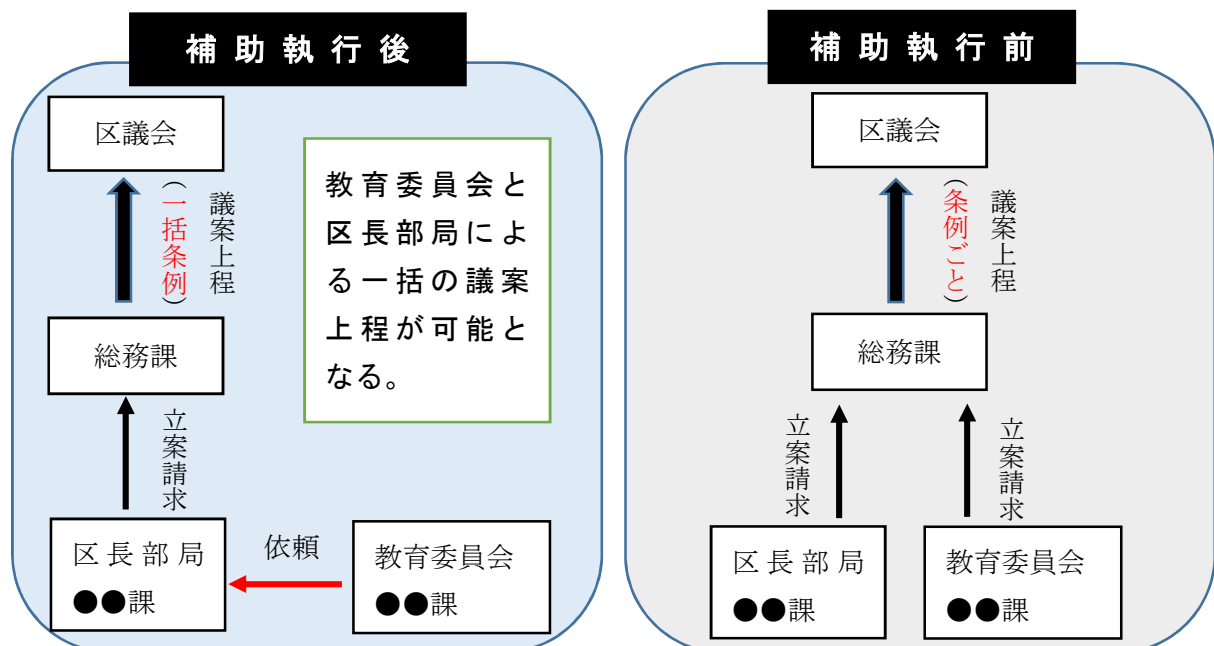 補助執行後
区議会
議案上程
（一括条例）
総務課
立案請求
区長部局
●●課
依頼
教育委員会
●●課
教育委員会と
区長部局によ
る一括の議案
上程が可能と
なる。
補助執行前
区議会
議案上程
（条例ごと）
総務課
立案請求
立案請求
区長部局
●●課
教育委員会
●●課